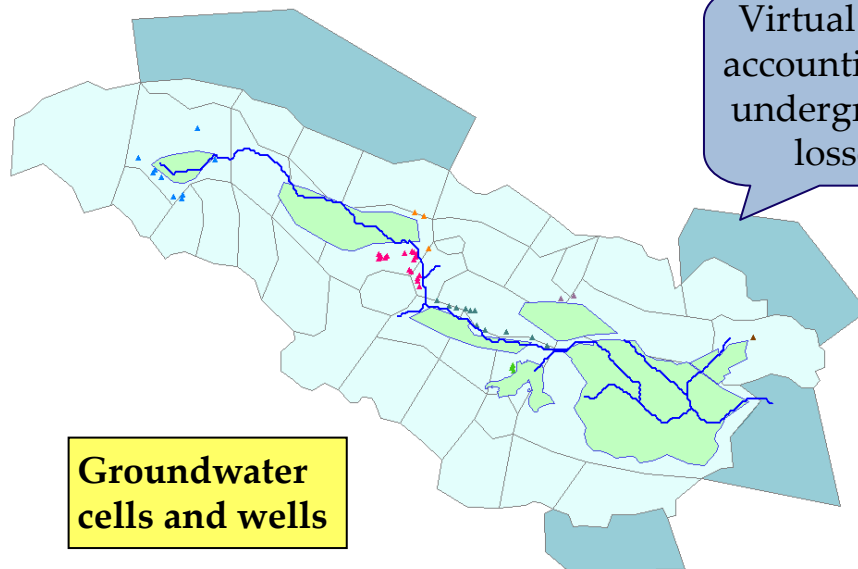 Virtual
accounti
undergr
loss
Groundwater
cells and wells